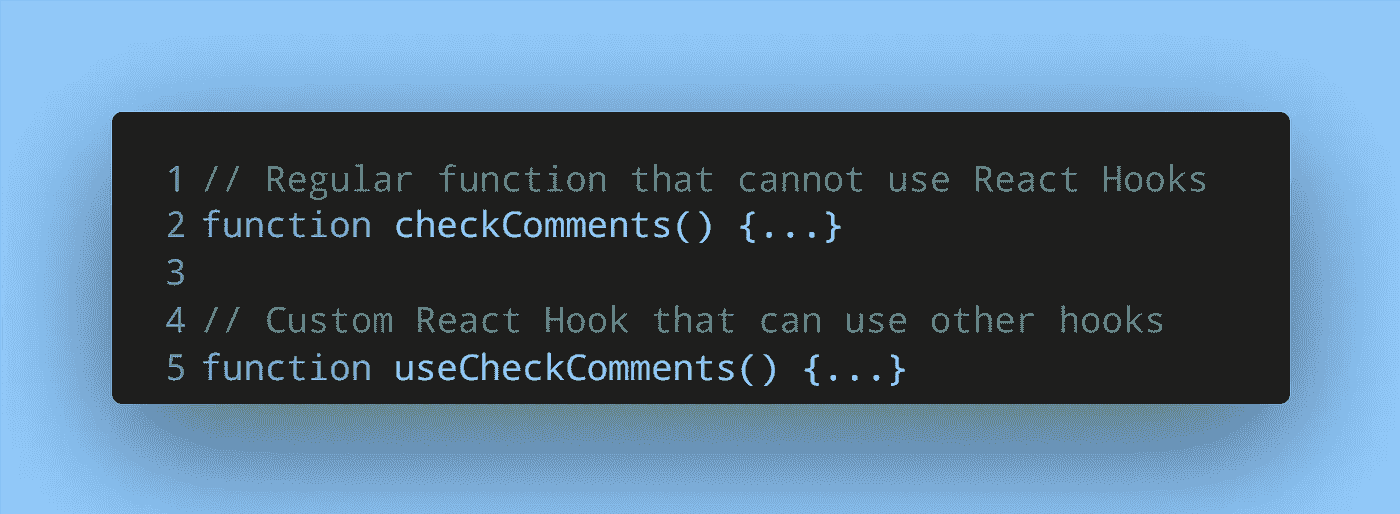 1 // Regular function that cannot use React Hooks
2 function checkComments() {...}
3
4 // Custom React Hook that can use other hooks
5 function useCheckComments() {...}